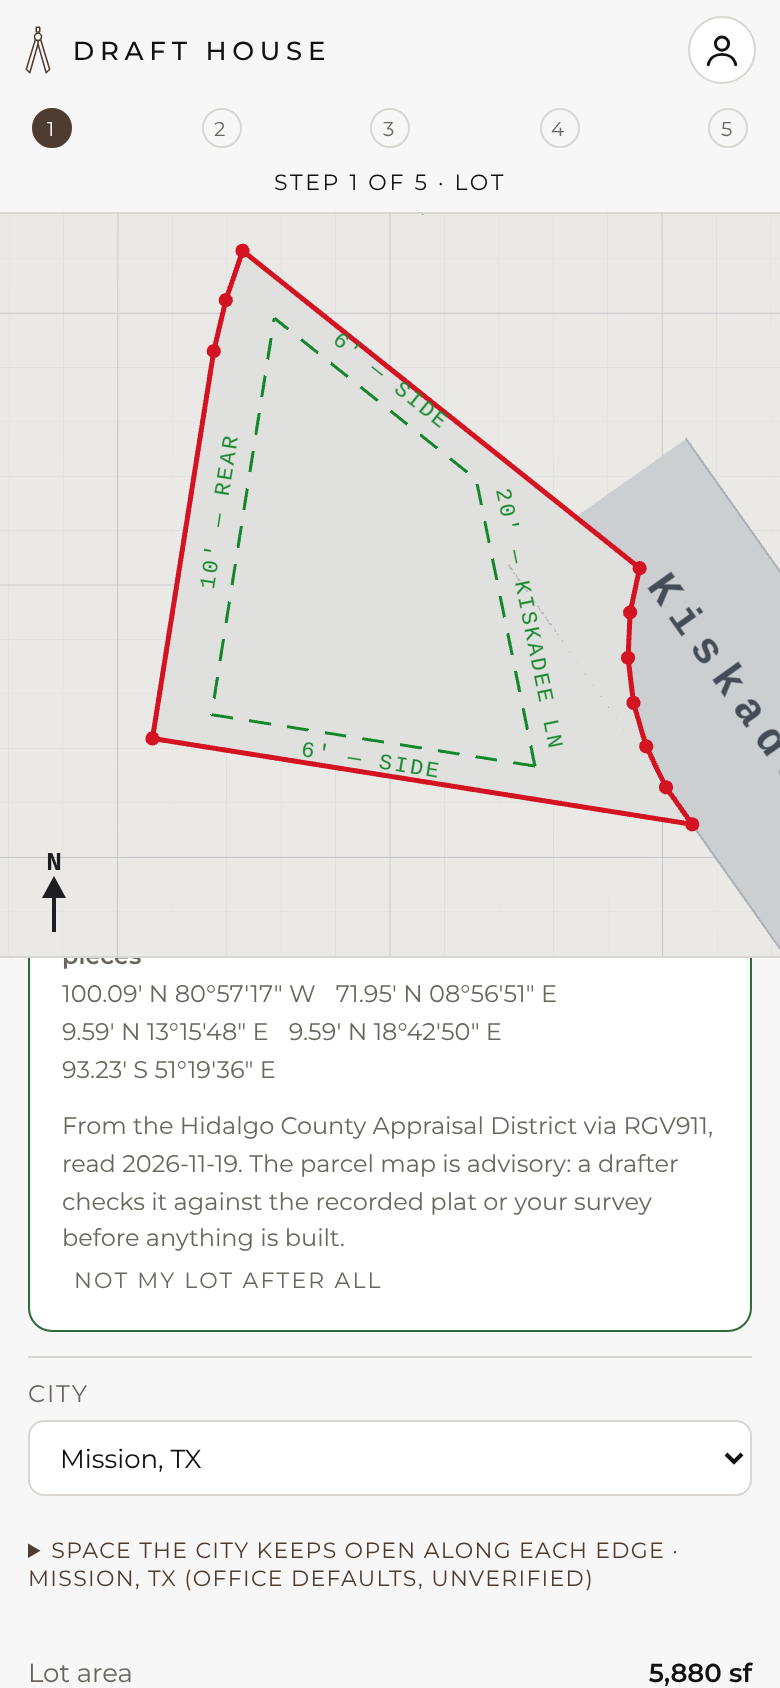 DRAFT HOUSE
1 2 3 4 5
STEP 1 OF 5 · LOT
6' — SIDE
10' — REAR
20' — KISKADEE LN
Kiskad
6' — SIDE
N
pieces
100.09' N 80°57'17" W 71.95' N 08°56'51" E
9.59' N 13°15'48" E 9.59' N 18°42'50" E
93.23' S 51°19'36" E
From the Hidalgo County Appraisal District via RGV911,
read 2026-11-19. The parcel map is advisory: a drafter
checks it against the recorded plat or your survey
before anything is built.
NOT MY LOT AFTER ALL
CITY
Mission, TX
SPACE THE CITY KEEPS OPEN ALONG EACH EDGE ·
MISSION, TX (OFFICE DEFAULTS, UNVERIFIED)
Lot area 5,880 sf